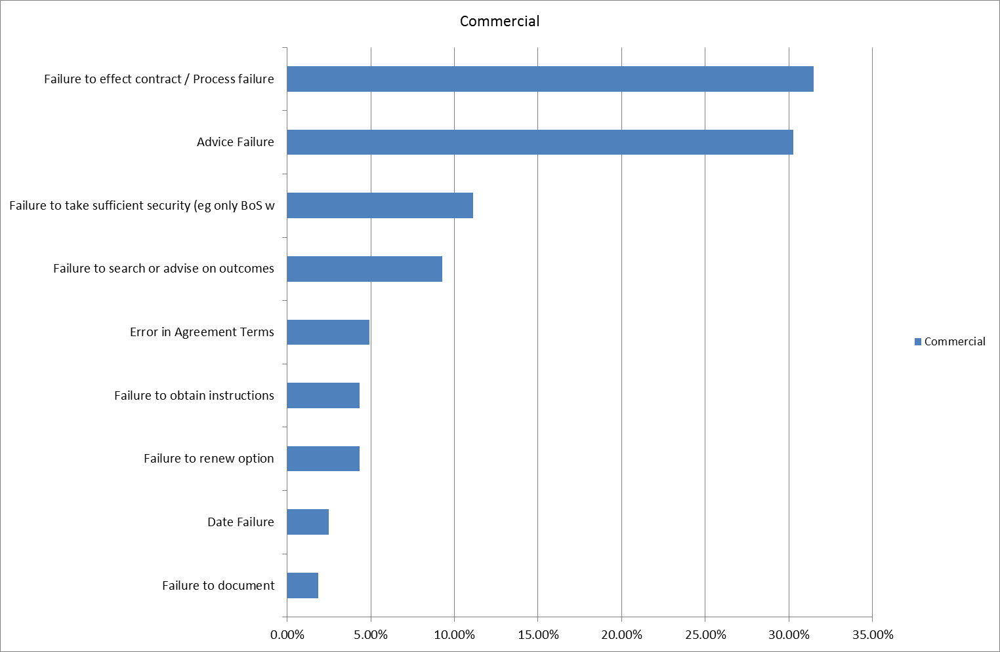 Commercial
Failure to effect contract / Process failure
Advice Failure
Failure to take sufficient security (eg only BoS w
Failure to search or advise on outcomes
Error in Agreement Terms
Failure to obtain instructions
Failure to renew option
Date Failure
Failure to document
0.00% 5.00% 10.00% 15.00% 20.00% 25.00% 30.00% 35.00%
Commercial